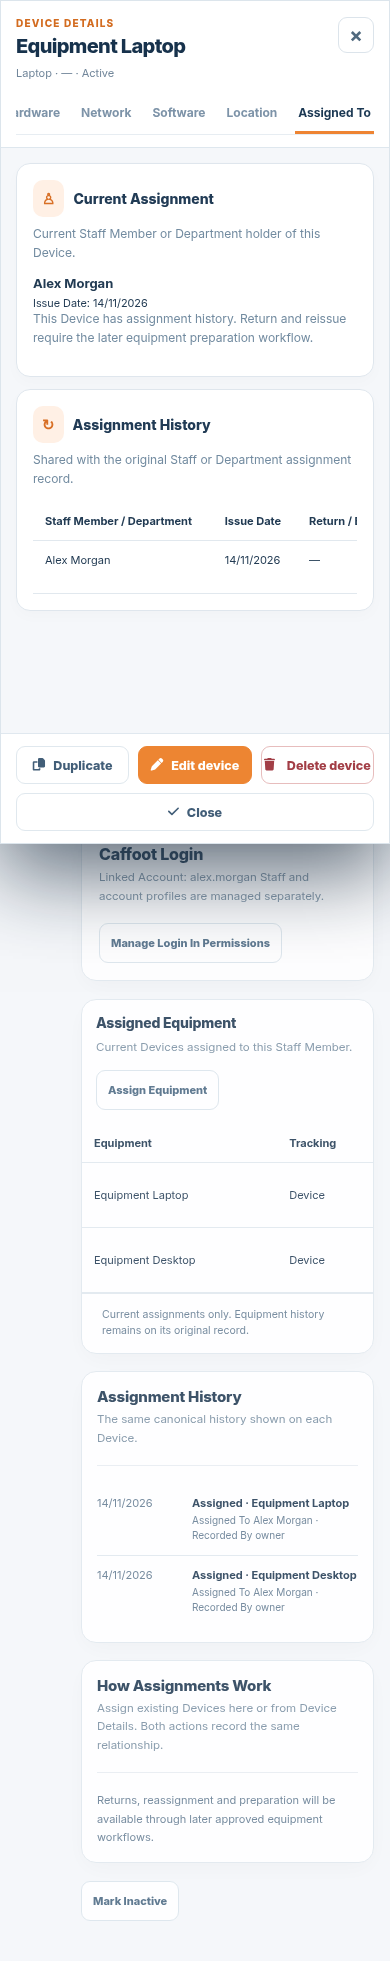 DEVICE DETAILS
Equipment Laptop
Laptop · — · Active
ardware Network Software Location Assigned To
Current Assignment
Current Staff Member or Department holder of this
Device.
Alex Morgan
Issue Date: 14/11/2026
This Device has assignment history. Return and reissue
require the later equipment preparation workflow.
Assignment History
Shared with the original Staff or Department assignment
record.
Staff Member / Department Issue Date Return /
Alex Morgan 14/11/2026 —
Duplicate Edit device Delete device
Close
Caffoot Login
Linked Account: alex.morgan Staff and
account profiles are managed separately.
Manage Login In Permissions
Assigned Equipment
Current Devices assigned to this Staff Member.
Assign Equipment
Equipment Tracking
Equipment Laptop Device
Equipment Desktop Device
Current assignments only. Equipment history
remains on its original record.
Assignment History
The same canonical history shown on each
Device.
14/11/2026 Assigned · Equipment Laptop
Assigned To Alex Morgan ·
Recorded By owner
14/11/2026 Assigned · Equipment Desktop
Assigned To Alex Morgan ·
Recorded By owner
How Assignments Work
Assign existing Devices here or from Device
Details. Both actions record the same
relationship.
Returns, reassignment and preparation will be
available through later approved equipment
workflows.
Mark Inactive